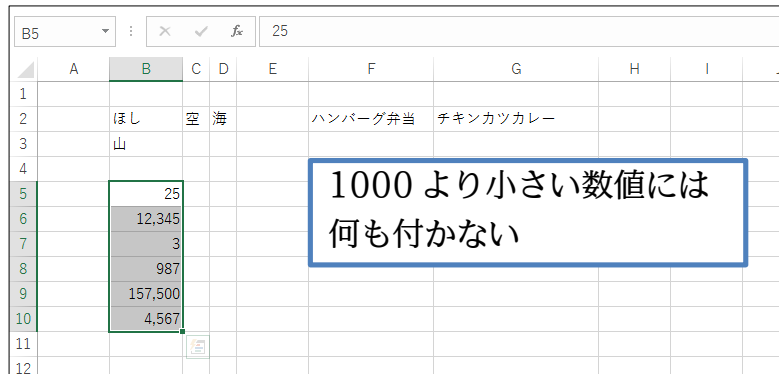 B5 fx 25
A B C D E F G H I
1
2 ほし 空 海 ハンバーグ弁当 チキンカツカレー
3 山
4
5 25
6 12,345
7 3
8 987
9 157,500
10 4,567
11
12
1000 より小さい数値には
何も付かない